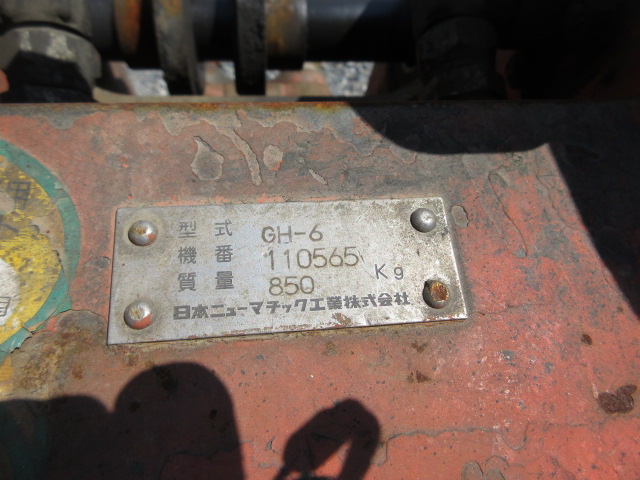 型式 GH-6
機番 110565
質量 850 Kg
日本ニューマチック工業株式会社
用